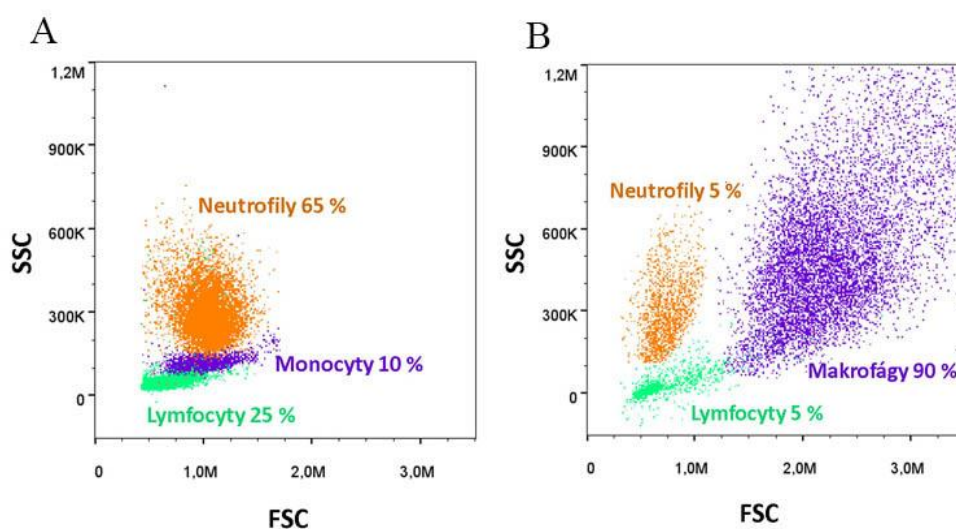 A
1,2M
900K
600K
300K
0
SSC
Neutrofily 65 %
Monocyty 10 %
Lymfocyty 25 %
0 1,0M 2,0M 3,0M
FSC
B
1,2M
900K
600K
300K
0
SSC
Neutrofily 5 %
Makrofágy 90 %
Lymfocyty 5 %
0 1,0M 2,0M 3,0M
FSC